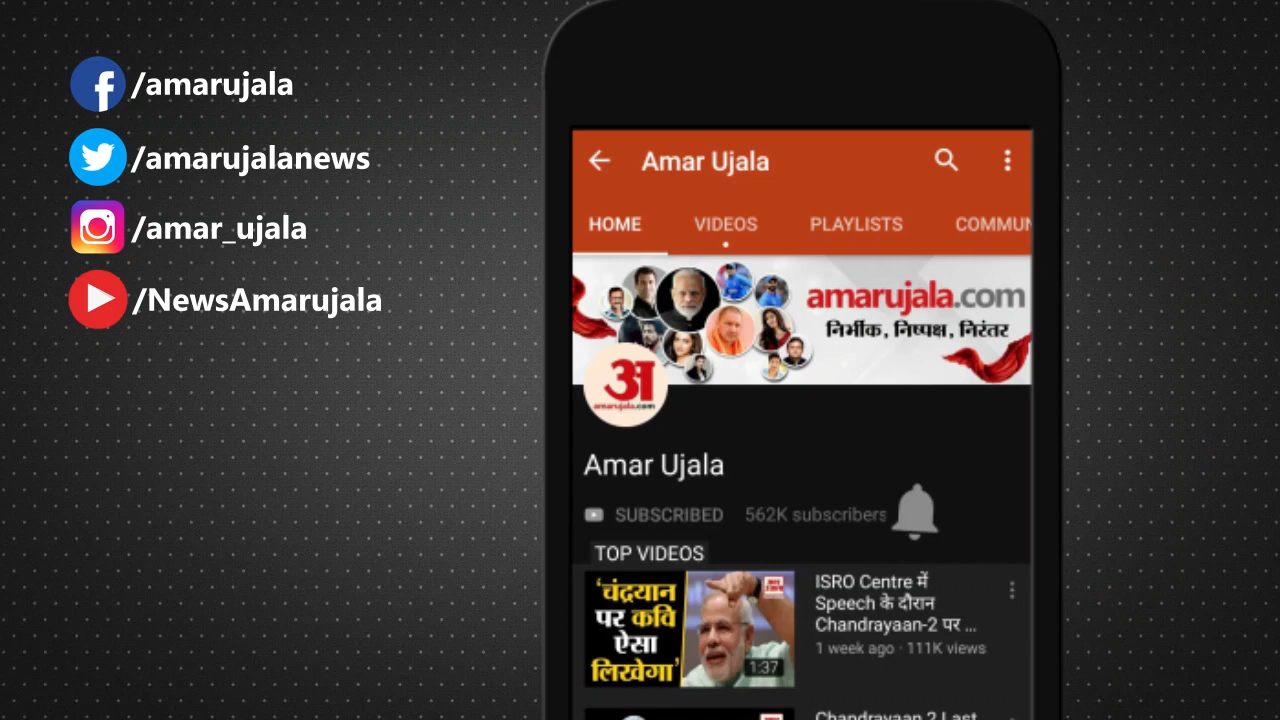 /amarujala
/amarujalanews
/amar_ujala
/NewsAmarujala
Amar Ujala
HOME VIDEOS PLAYLISTS COMMUN
amarujala.com
निर्भीक, निष्पक्ष, निरंतर
अ
amarujala.com
Amar Ujala
SUBSCRIBED 562K subscribers
TOP VIDEOS
'चंद्रयान
पर कवि
ऐसा
लिखेगा'
1:37
ISRO Centre में
Speech के दौरान
Chandrayaan-2 पर ...
1 week ago · 111K views
Chandrayaan 2 Last